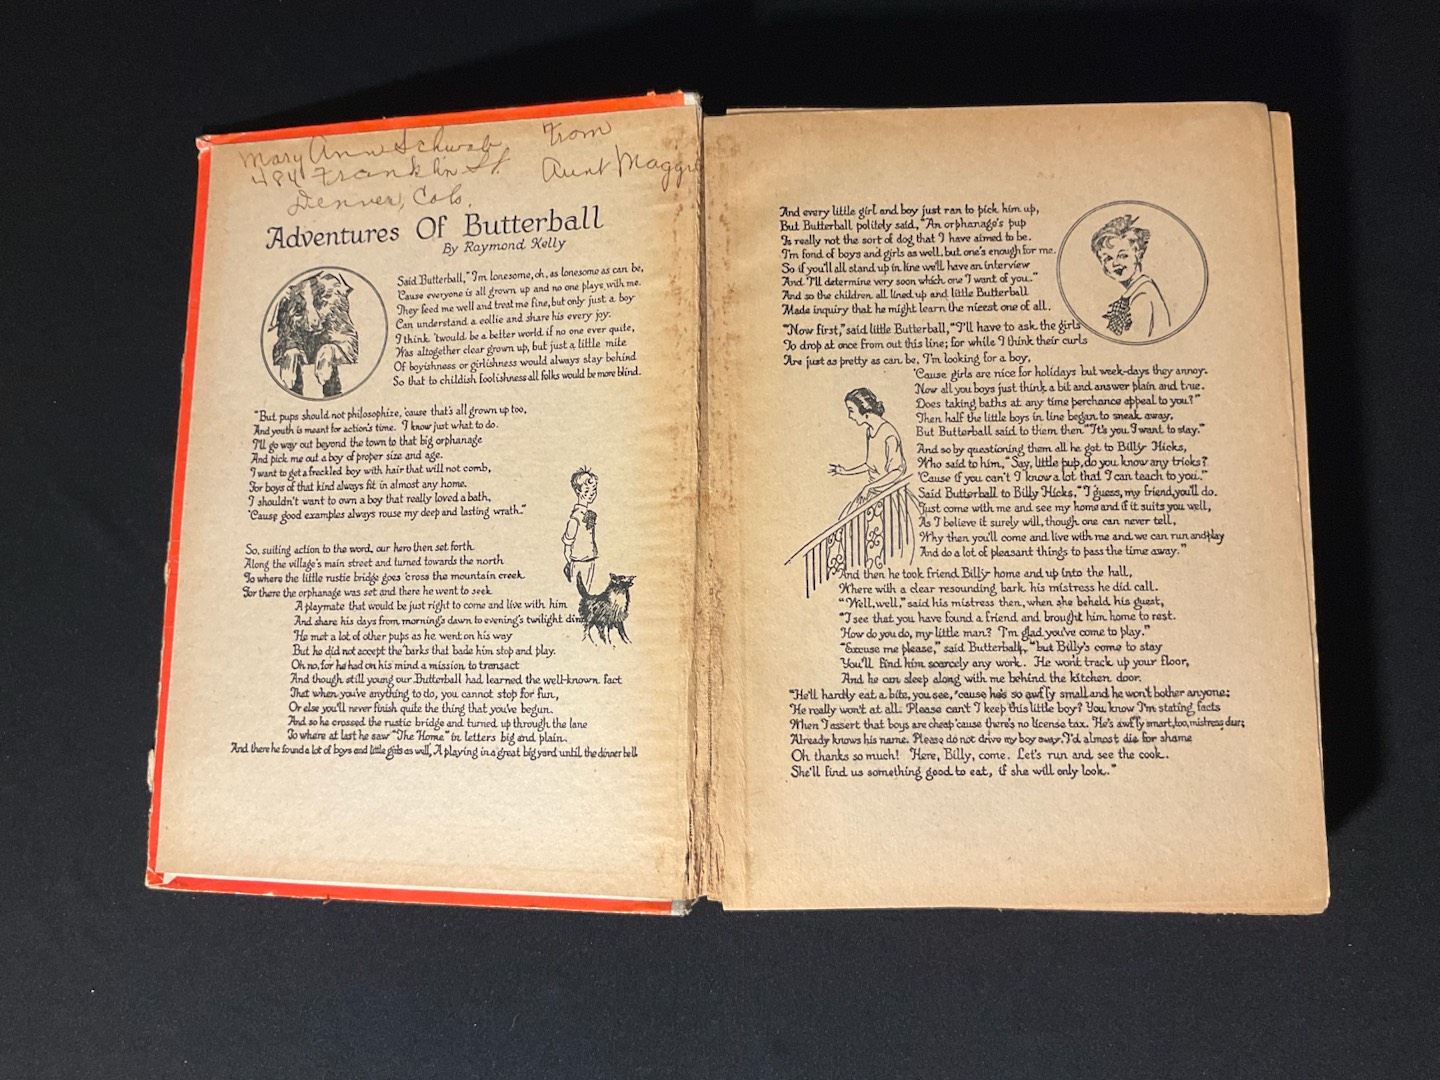 Mary Ann Schwab From
484 Franklin St. Aunt Maggie
Denver, Colo.
Adventures Of Butterball
By Raymond Kelly
Said Butterball, "I'm lonesome, oh, as lonesome as can be,
'Cause everyone is all grown up and no one plays with me.
They feed me well and treat me fine, but only just a boy
Can understand a collie and share his every joy.
I think 'twould be a better world if no one ever quite,
Was altogether clear grown up, but just a little mite
Of boyishness or girlishness would always stay behind
So that to childish foolishness all folks would be more blind.
"But pups should not philosophize, 'cause that's all grown up too,
And youth is meant for action's time. I know just what to do.
I'll go way out beyond the town to that big orphanage
And pick me out a boy of proper size and age.
I want to get a freckled boy with hair that will not comb,
For boys of that kind always fit in almost any home.
I shouldn't want to own a boy that really loved a bath,
'Cause good examples always rouse my deep and lasting wrath."
So, suiting action to the word, our hero then set forth
Along the village's main street and turned towards the north
To where the little rustic bridge goes 'cross the mountain creek
For there the orphanage was set and there he went to seek
A playmate that would be just right to come and live with him
And share his days from morning's dawn to evening's twilight dim
He met a lot of other pups as he went on his way
But he did not accept the barks that bade him stop and play.
Oh no, for he had on his mind a mission to transact
And though still young our Butterball had learned the well-known fact
That when you've anything to do, you cannot stop for fun,
Or else you'll never finish quite the thing that you've begun.
And so he crossed the rustic bridge and turned up through the lane
To where at last he saw "The Home" in letters big and plain.
And there he found a lot of boys and little girls as well, A playing in a great big yard until the dinner bell.
And every little girl and boy just ran to pick him up,
But Butterball politely said, "An orphanage's pup
Is really not the sort of dog that I have aimed to be.
I'm fond of boys and girls as well, but one's enough for me.
So if you'll all stand up in line we'll have an interview
And I'll determine very soon which one I want of you."
And so the children all lined up and little Butterball
Made inquiry that he might learn the nicest one of all.
"Now first," said little Butterball, "I'll have to ask the girls
To drop at once from out this line; for while I think their curls
Are just as pretty as can be, I'm looking for a boy,
'Cause girls are nice for holidays but week-days they annoy.
Now all you boys just think a bit and answer plain and true.
Does taking baths at any time perchance appeal to you?"
Then half the little boys in line began to sneak away,
But Butterball said to them then "It's you I want to stay."
And so by questioning them all he got to Billy Hicks,
Who said to him, "Say, little pup, do you know any tricks?
'Cause if you can't I know a lot that I can teach to you."
Said Butterball to Billy Hicks, "I guess, my friend, you'll do.
Just come with me and see my home and if it suits you well,
As I believe it surely will, though one can never tell,
Why then you'll come and live with me and we can run and play
And do a lot of pleasant things to pass the time away."
And then he took friend Billy home and up into the hall,
Where with a clear resounding bark his mistress he did call.
"Well, well," said his mistress then, when she beheld his guest,
"I see that you have found a friend and brought him home to rest.
How do you do, my little man? I'm glad you've come to play."
"Excuse me please," said Butterball, "but Billy's come to stay
You'll find him scarcely any work. He won't track up your floor,
And he can sleep along with me behind the kitchen door.
"He'll hardly eat a bite, you see, 'cause he's so awf'ly small and he won't bother anyone;
He really won't at all. Please can't I keep this little boy? You know I'm stating facts
When I assert that boys are cheap 'cause there's no license tax. He's awf'ly smart, too, mistress dear;
Already knows his name. Please do not drive my boy away. I'd almost die for shame
Oh thanks so much! Here, Billy, come. Let's run and see the cook.
She'll find us something good to eat, if she will only look."